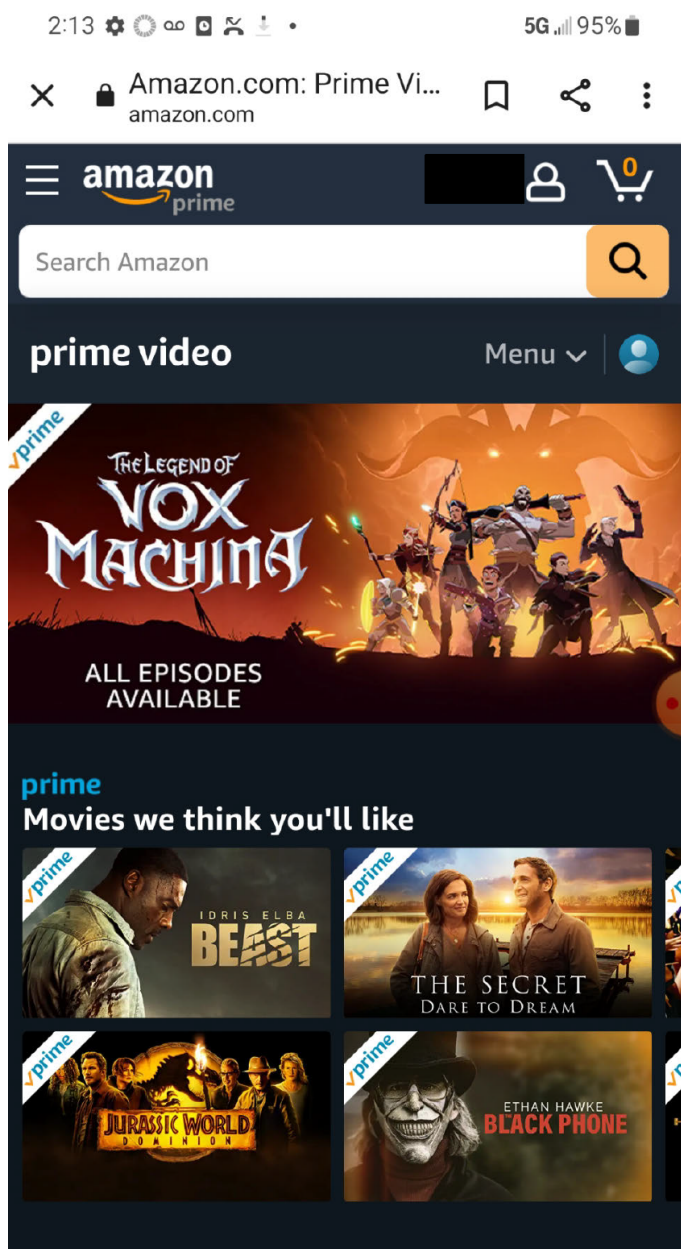 2:13
5G 95%
Amazon.com: Prime Vi...
amazon.com
amazon
prime
0
Search Amazon
prime video
Menu
prime
THE LEGEND OF
VOX
MACHINA
ALL EPISODES
AVAILABLE
prime
Movies we think you'll like
prime
IDRIS ELBA
BEAST
prime
THE SECRET
DARE TO DREAM
prime
JURASSIC WORLD
DOMINION
prime
ETHAN HAWKE
BLACK PHONE